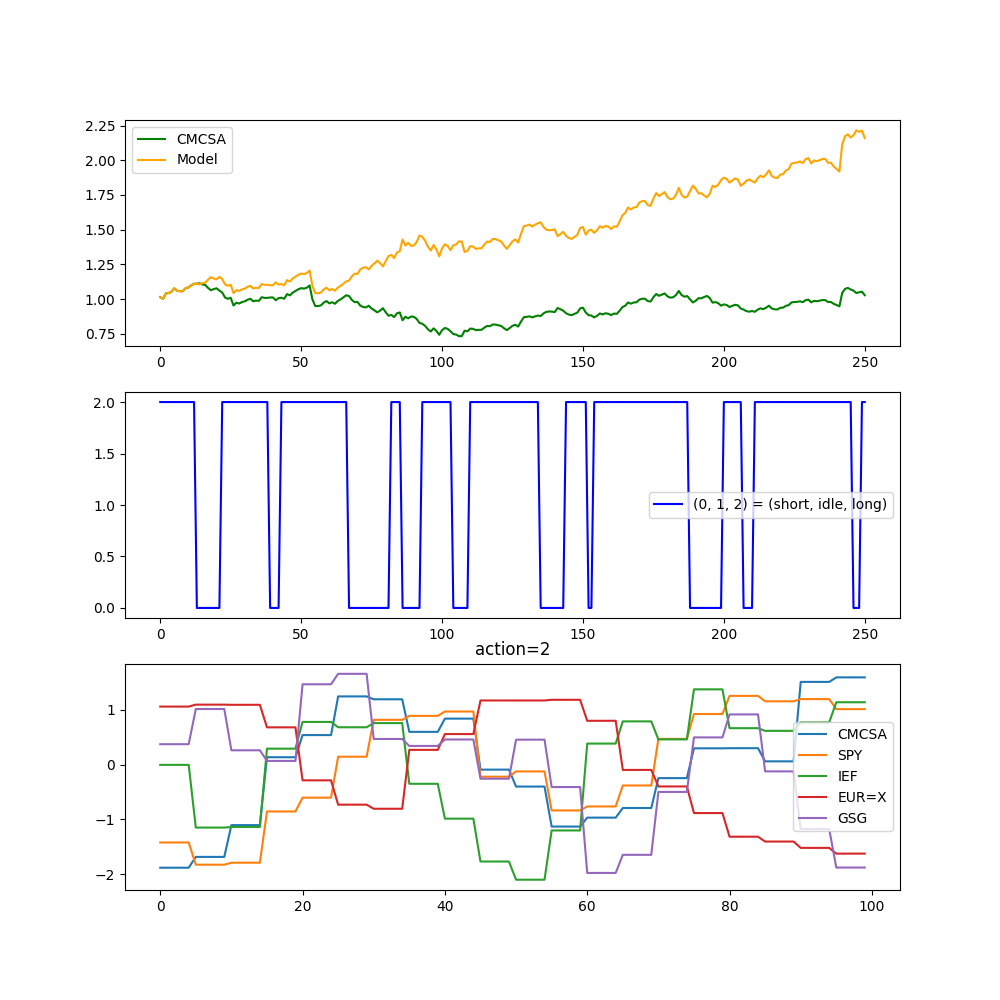 2.25
2.00
1.75
1.50
1.25
1.00
0.75
CMCSA
Model
0 50 100 150 200 250
2.0
1.5
1.0
0.5
0.0
(0, 1, 2) = (short, idle, long)
0 50 100 150 200 250
action=2
1
0
−1
−2
CMCSA
SPY
IEF
EUR=X
GSG
0 20 40 60 80 100